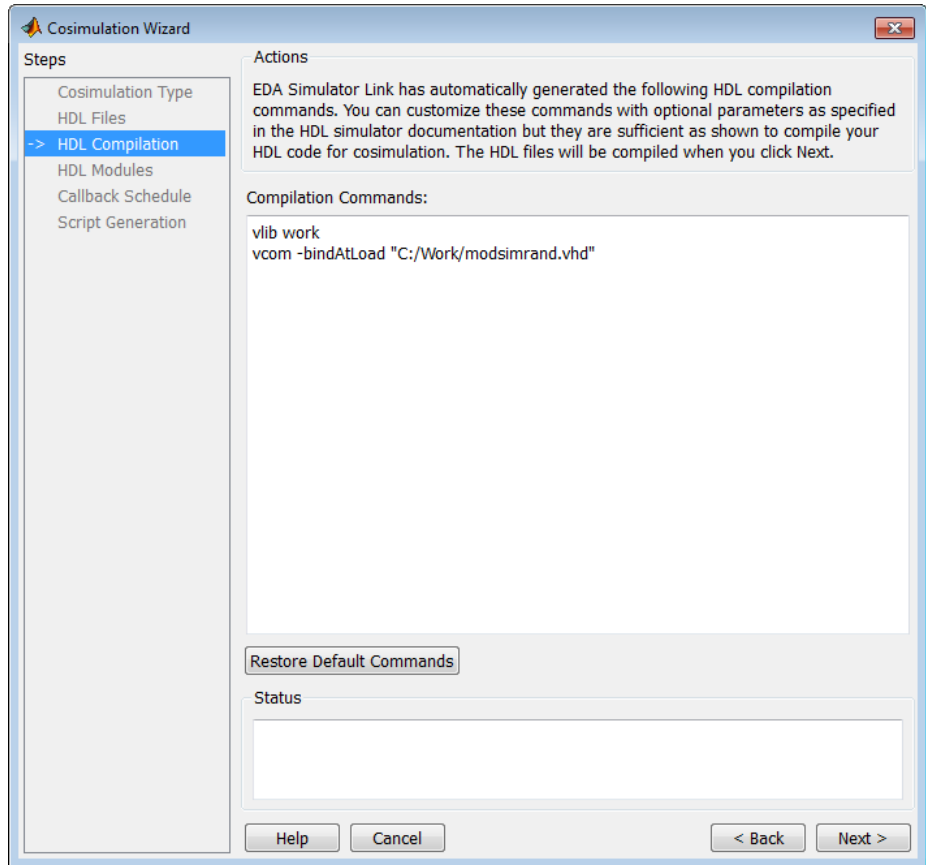 Cosimulation Wizard
Steps
Cosimulation Type
HDL Files
-> HDL Compilation
HDL Modules
Callback Schedule
Script Generation
Actions
EDA Simulator Link has automatically generated the following HDL compilation
commands. You can customize these commands with optional parameters as specified
in the HDL simulator documentation but they are sufficient as shown to compile your
HDL code for cosimulation. The HDL files will be compiled when you click Next.
Compilation Commands:
vlib work
vcom -bindAtLoad "C:/Work/modsimrand.vhd"
Restore Default Commands
Status
Help
Cancel
< Back
Next >